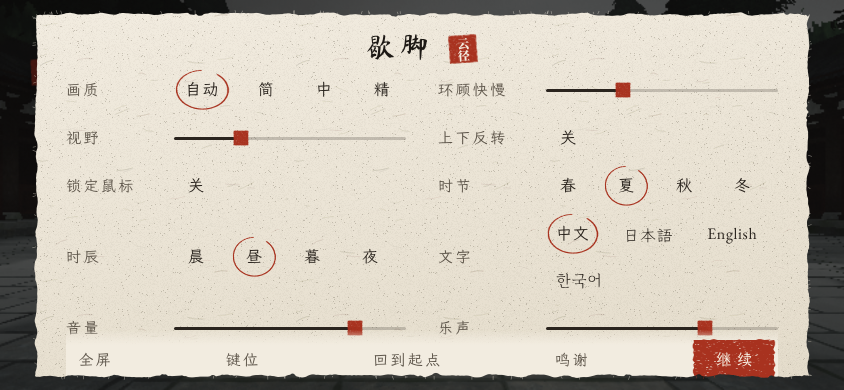 歇脚 云径
画质 自动 简 中 精 环顾快慢
视野 上下反转 关
锁定鼠标 关 时节 春 夏 秋 冬
时辰 晨 昼 暮 夜 文字 中文 日本語 English
한국어
音量 乐声
全屏 键位 回到起点 鸣谢 继续